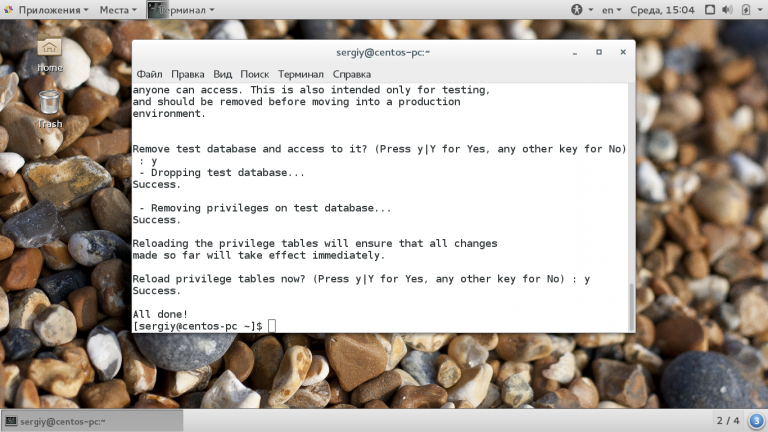 Приложения Места Терминал en Среда, 15:04
Home
Trash
sergiy@centos-pc:~
Файл Правка Вид Поиск Терминал Справка
anyone can access. This is also intended only for testing,
and should be removed before moving into a production
environment.
Remove test database and access to it? (Press y|Y for Yes, any other key for No)
: y
- Dropping test database...
Success.
- Removing privileges on test database...
Success.
Reloading the privilege tables will ensure that all changes
made so far will take effect immediately.
Reload privilege tables now? (Press y|Y for Yes, any other key for No) : y
Success.
All done!
[sergiy@centos-pc ~]$
sergiy@centos-pc:~ 2 / 4 3